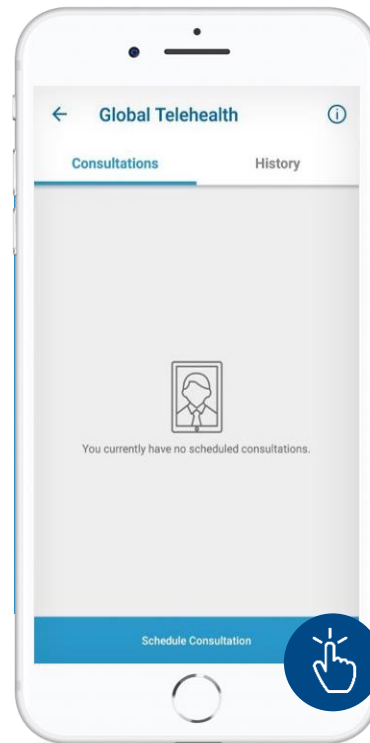 Global Telehealth
Consultations History
You currently have no scheduled consultations.
Schedule Consultation